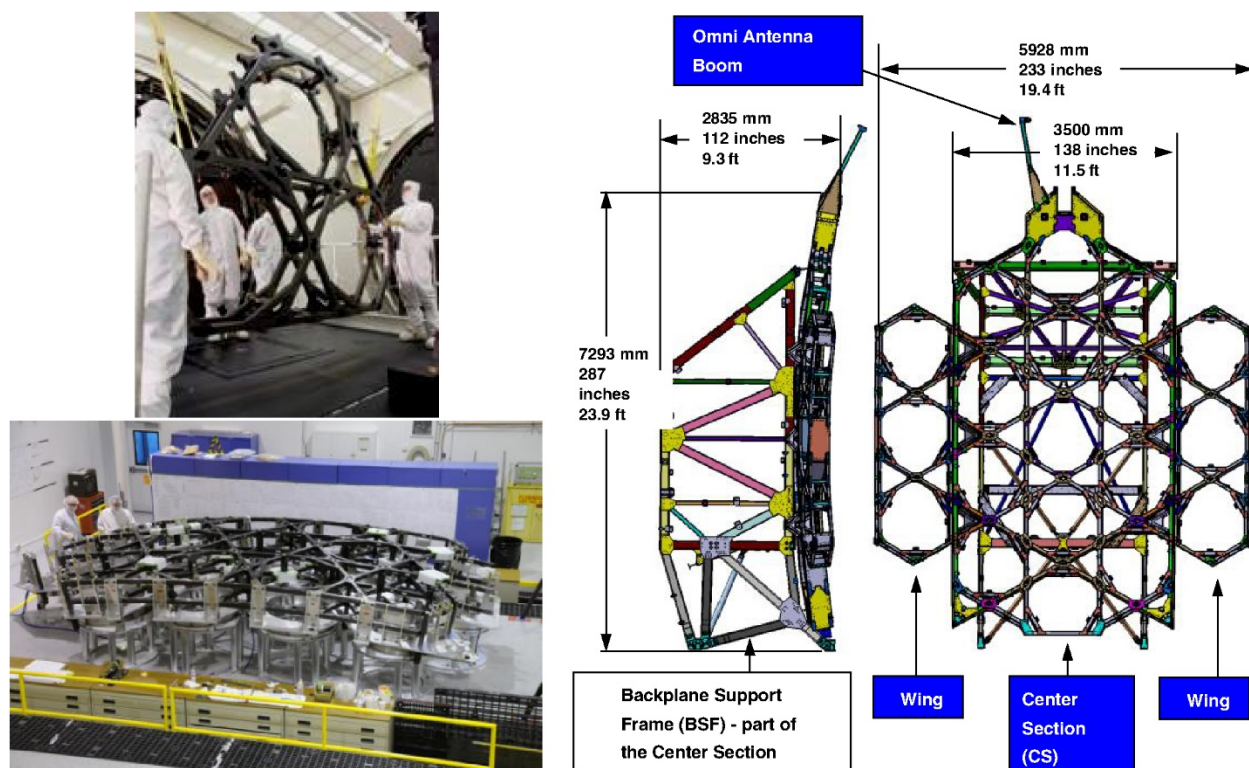 Omni Antenna
Boom
5928 mm
233 inches
19.4 ft
2835 mm
112 inches
9.3 ft
3500 mm
138 inches
11.5 ft
7293 mm
287
inches
23.9 ft
Backplane Support
Frame (BSF) - part of
the Center Section
Wing
Center
Section
(CS)
Wing